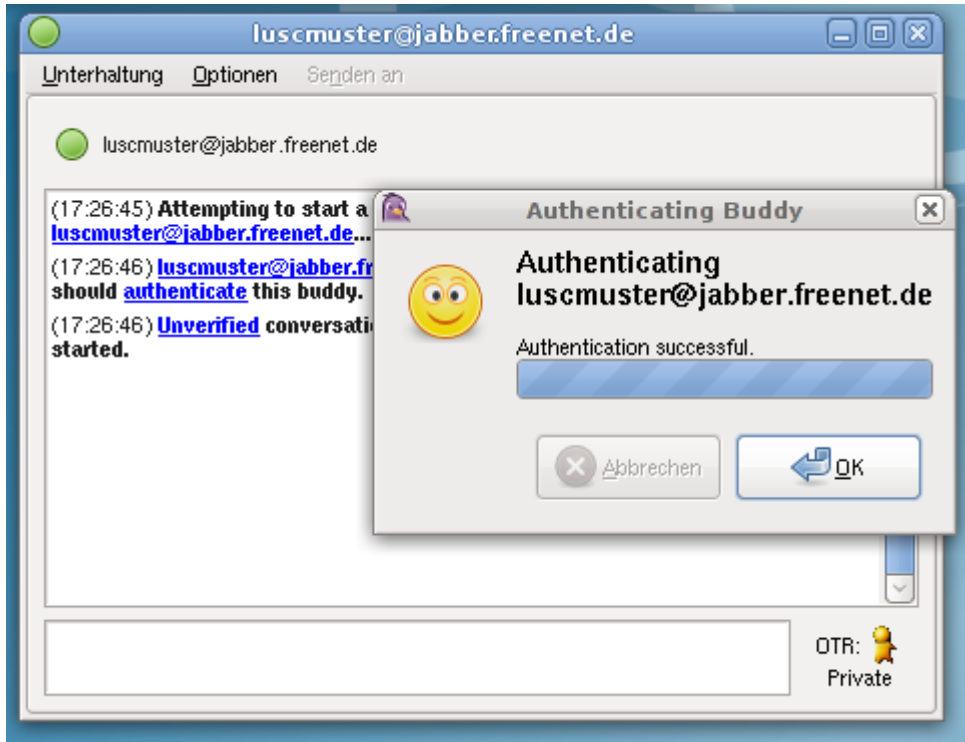 luscmuster@jabber.freenet.de
Unterhaltung Optionen Senden an
luscmuster@jabber.freenet.de
(17:26:45) Attempting to start a
luscmuster@jabber.freenet.de...
(17:26:46) luscmuster@jabber.fr
should authenticate this buddy.
(17:26:46) Unverified conversati
started.
Authenticating Buddy
Authenticating
luscmuster@jabber.freenet.de
Authentication successful.
Abbrechen OK
OTR:
Private